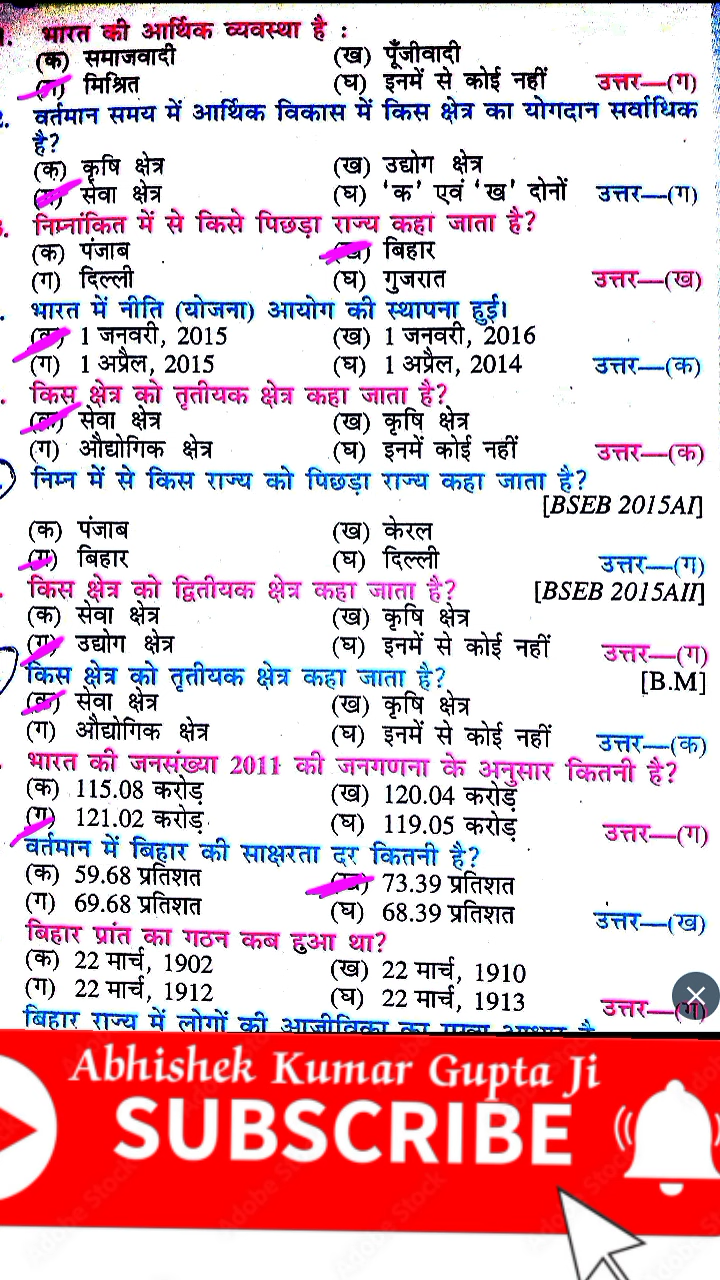 1. भारत की आर्थिक व्यवस्था है :
(क) समाजवादी (ख) पूँजीवादी
(ग) मिश्रित (घ) इनमें से कोई नहीं उत्तर—(ग)
2. वर्तमान समय में आर्थिक विकास में किस क्षेत्र का योगदान सर्वाधिक
है?
(क) कृषि क्षेत्र (ख) उद्योग क्षेत्र
(ग) सेवा क्षेत्र (घ) ‘क’ एवं ‘ख’ दोनों उत्तर—(ग)
3. निम्नांकित में से किसे पिछड़ा राज्य कहा जाता है?
(क) पंजाब (ख) बिहार
(ग) दिल्ली (घ) गुजरात उत्तर—(ख)
. भारत में नीति (योजना) आयोग की स्थापना हुई।
(क) 1 जनवरी, 2015 (ख) 1 जनवरी, 2016
(ग) 1 अप्रैल, 2015 (घ) 1 अप्रैल, 2014 उत्तर—(क)
. किस क्षेत्र को तृतीयक क्षेत्र कहा जाता है?
(क) सेवा क्षेत्र (ख) कृषि क्षेत्र
(ग) औद्योगिक क्षेत्र (घ) इनमें कोई नहीं उत्तर—(क)
निम्न में से किस राज्य को पिछड़ा राज्य कहा जाता है?
[BSEB 2015AI]
(क) पंजाब (ख) केरल
(ग) बिहार (घ) दिल्ली उत्तर—(ग)
. किस क्षेत्र को द्वितीयक क्षेत्र कहा जाता है? [BSEB 2015AII]
(क) सेवा क्षेत्र (ख) कृषि क्षेत्र
(ग) उद्योग क्षेत्र (घ) इनमें से कोई नहीं उत्तर—(ग)
किस क्षेत्र को तृतीयक क्षेत्र कहा जाता है? [B.M]
(क) सेवा क्षेत्र (ख) कृषि क्षेत्र
(ग) औद्योगिक क्षेत्र (घ) इनमें से कोई नहीं उत्तर—(क)
. भारत की जनसंख्या 2011 की जनगणना के अनुसार कितनी है?
(क) 115.08 करोड़ (ख) 120.04 करोड़
(ग) 121.02 करोड़ (घ) 119.05 करोड़ उत्तर—(ग)
वर्तमान में बिहार की साक्षरता दर कितनी है?
(क) 59.68 प्रतिशत (ख) 73.39 प्रतिशत
(ग) 69.68 प्रतिशत (घ) 68.39 प्रतिशत उत्तर—(ख)
बिहार प्रांत का गठन कब हुआ था?
(क) 22 मार्च, 1902 (ख) 22 मार्च, 1910
(ग) 22 मार्च, 1912 (घ) 22 मार्च, 1913 उत्तर—(ग)
बिहार राज्य में लोगों की आजीविका का
Abhishek Kumar Gupta Ji
SUBSCRIBE